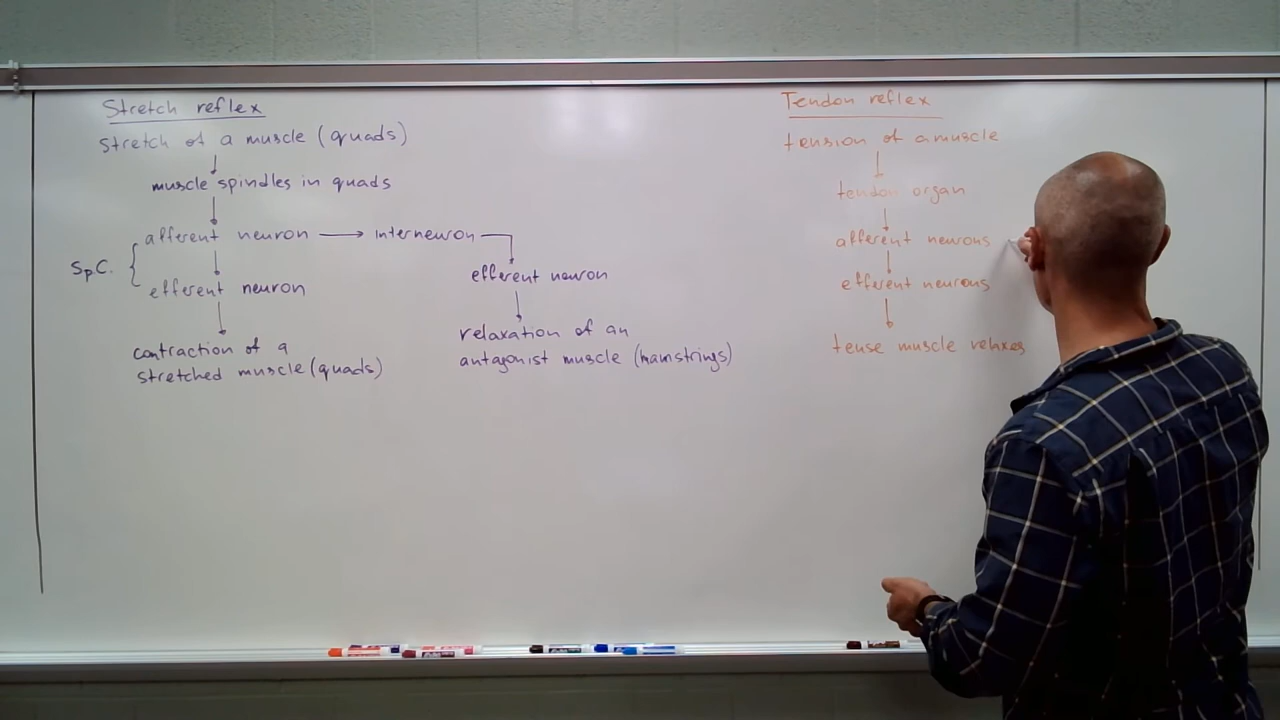 Stretch reflex
stretch of a muscle (quads)
muscle spindles in quads
afferent neuron → interneuron
SpC.
efferent neuron
efferent neuron
relaxation of an
antagonist muscle (hamstrings)
contraction of a
stretched muscle (quads)
Tendon reflex
tension of a muscle
tendon organ
afferent neurons
efferent neurons
tense muscle relaxes